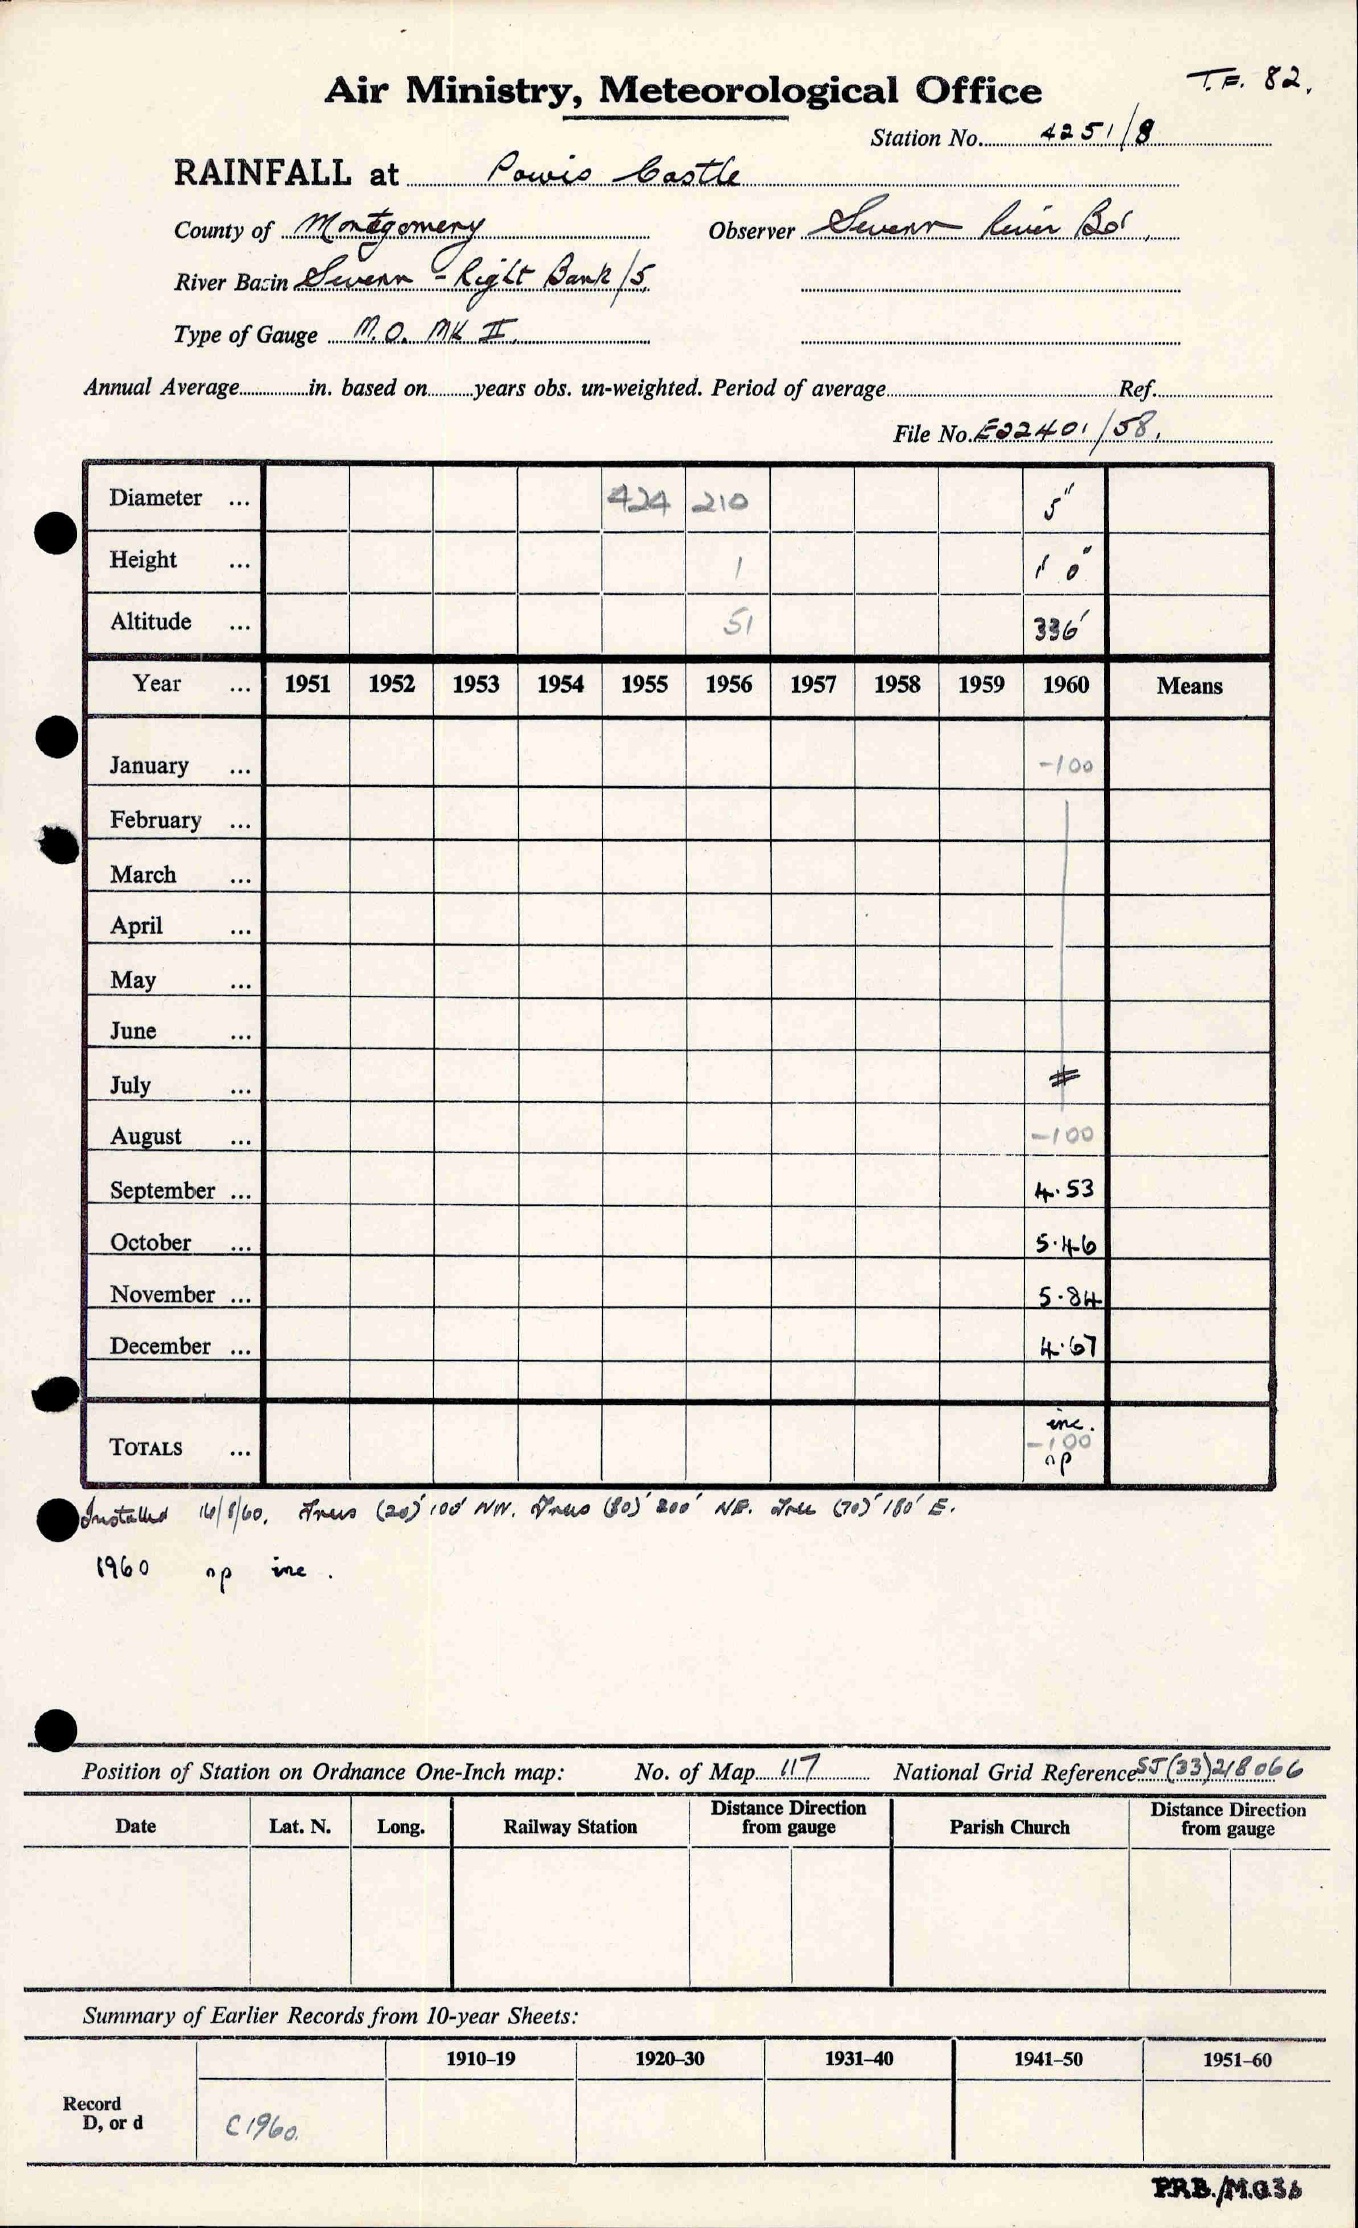 T.F. 82.
Air Ministry, Meteorological Office
Station No. 4251/8
RAINFALL at Powis Castle
County of Montgomery Observer Severn River Bd.
River Basin Severn - Right Bank/5.
Type of Gauge M.O. MK II.
Annual Average in. based on years obs. un-weighted. Period of average Ref.
File No. E02401/58.
Diameter ... 424 210 5"
Height ... 1 1' 0"
Altitude ... 51 336'
Year ... 1951 1952 1953 1954 1955 1956 1957 1958 1959 1960 Means
January ... -100
February ...
March ...
April ...
May ...
June ...
July ...
August ... -100
September ... 4.53
October ... 5.46
November ... 5.84
December ... 4.67
inc.
TOTALS ... -100
np
Installed 16/8/60. Trees (20)' 100' NW. Trees (80)' 200' NE. Tree (70)' 180' E.
1960 np inc.
Position of Station on Ordnance One-Inch map: No. of Map 117 National Grid Reference SJ(33)218066
Date Lat. N. Long. Railway Station Distance Direction from gauge Parish Church Distance Direction from gauge
Summary of Earlier Records from 10-year Sheets:
1910–19 1920–30 1931–40 1941–50 1951–60
Record
D, or d C1960.
P.R.B./M.O.36